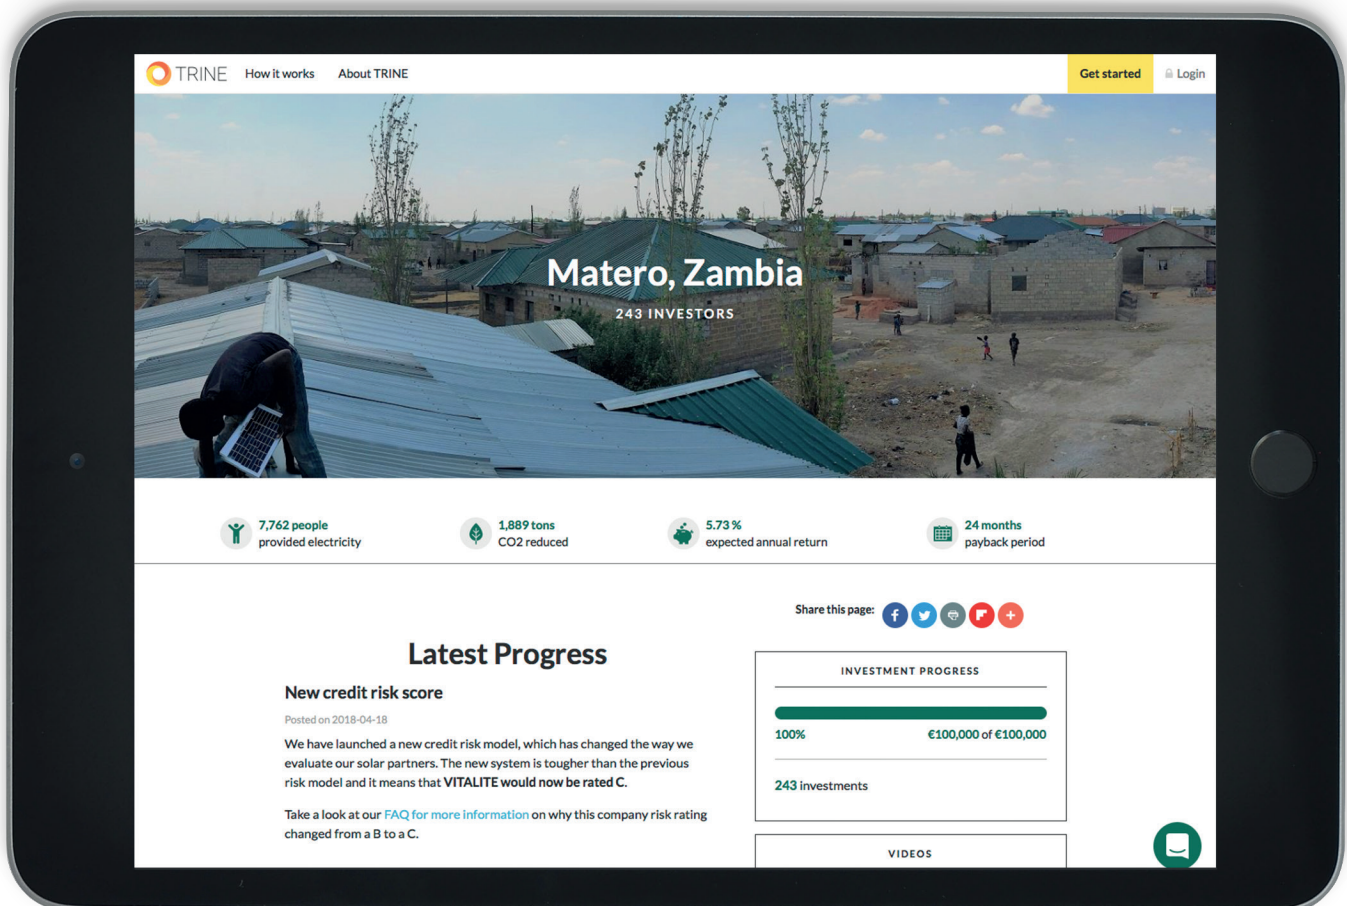 TRINE How it works About TRINE Get started Login
Matero, Zambia
243 INVESTORS
7,762 people
provided electricity
1,889 tons
CO2 reduced
5.73 %
expected annual return
24 months
payback period
Share this page:
Latest Progress
New credit risk score
Posted on 2018-04-18
We have launched a new credit risk model, which has changed the way we
evaluate our solar partners. The new system is tougher than the previous
risk model and it means that VITALITE would now be rated C.
Take a look at our FAQ for more information on why this company risk rating
changed from a B to a C.
INVESTMENT PROGRESS
100% €100,000 of €100,000
243 investments
VIDEOS